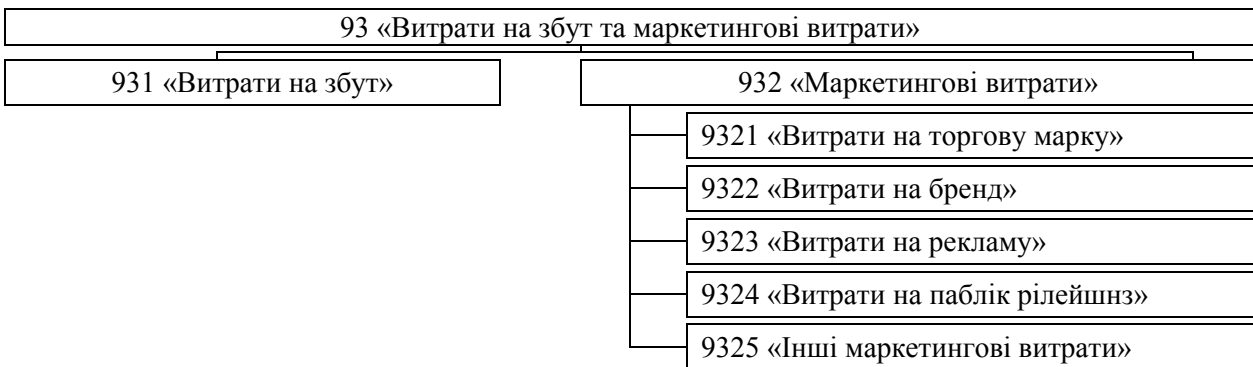 93 «Витрати на збут та маркетингові витрати»
931 «Витрати на збут»
932 «Маркетингові витрати»
9321 «Витрати на торгову марку»
9322 «Витрати на бренд»
9323 «Витрати на рекламу»
9324 «Витрати на паблік рілейшнз»
9325 «Інші маркетингові витрати»